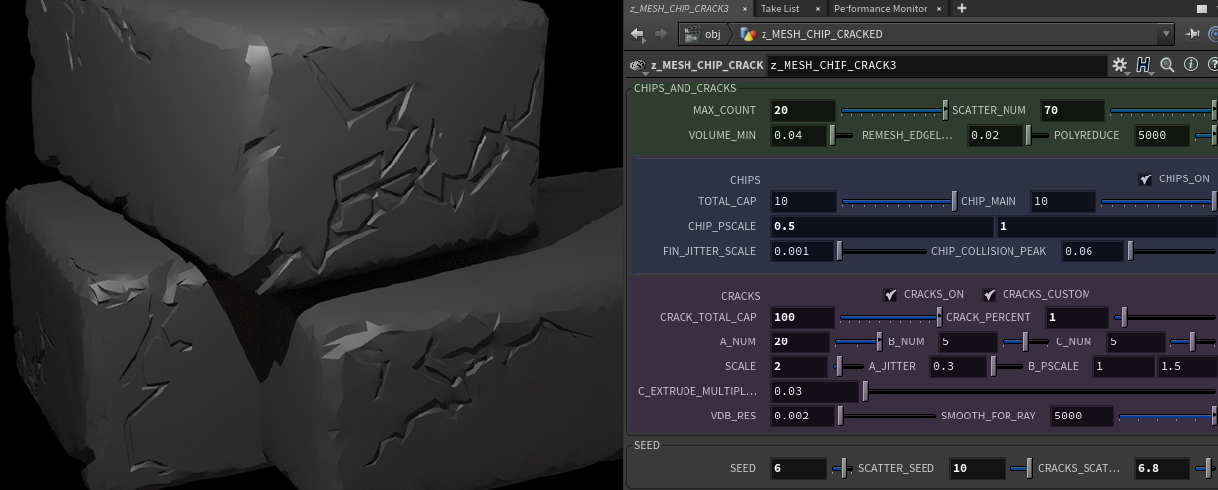 z_MESH_CHIP_CRACK3 × Take List × Performance Monitor × +
obj z_MESH_CHIP_CRACKED
z_MESH_CHIP_CRACK z_MESH_CHIP_CRACK3
CHIPS_AND_CRACKS
MAX_COUNT 20 SCATTER_NUM 70
VOLUME_MIN 0.04 REMESH_EDGEL... 0.02 POLYREDUCE 5000
CHIPS CHIPS_ON
TOTAL_CAP 10 CHIP_MAIN 10
CHIP_PSCALE 0.5 1
FIN_JITTER_SCALE 0.001 CHIP_COLLISION_PEAK 0.06
CRACKS CRACKS_ON CRACKS_CUSTOM
CRACK_TOTAL_CAP 100 CRACK_PERCENT 1
A_NUM 20 B_NUM 5 C_NUM 5
SCALE 2 A_JITTER 0.3 B_PSCALE 1 1.5
C_EXTRUDE_MULTIPL... 0.03
VDB_RES 0.002 SMOOTH_FOR_RAY 5000
SEED
SEED 6 SCATTER_SEED 10 CRACKS_SCAT... 6.8